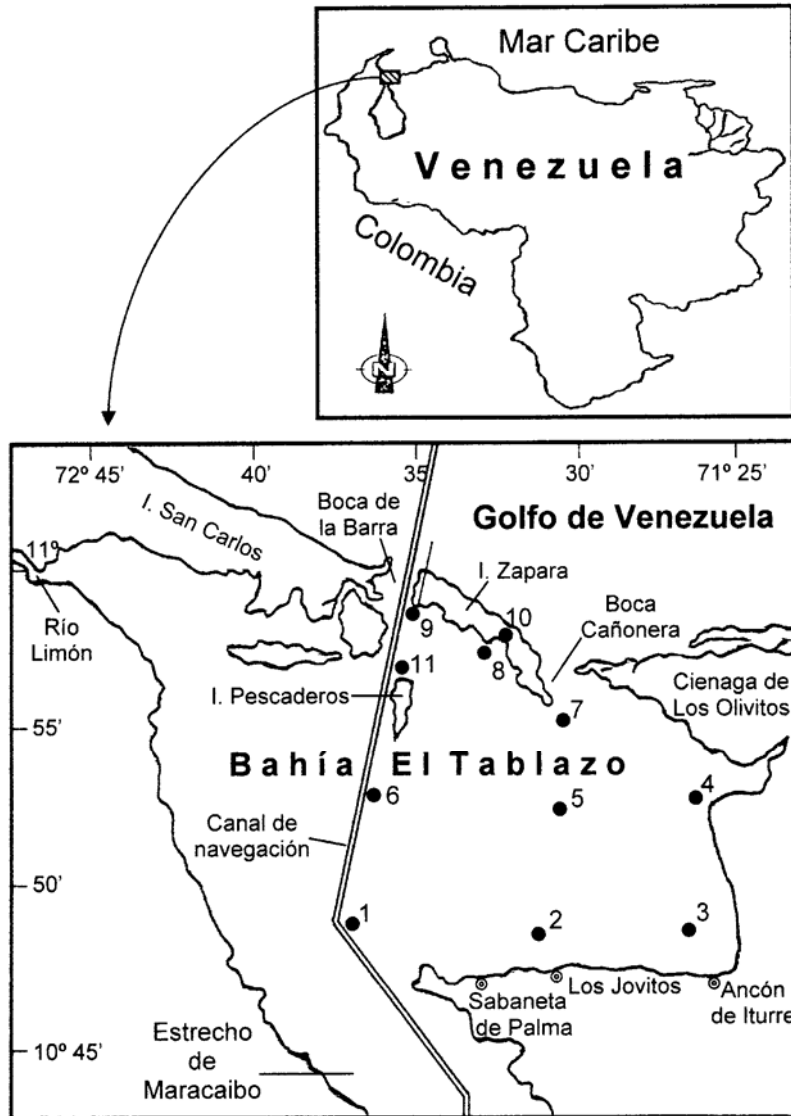 Mar Caribe
Venezuela
Colombia
N
72º 45’
40’
35’
30’
71º 25’
I. San Carlos
Boca de
la Barra
Golfo de Venezuela
11º
Río
Limón
I. Zapara
10
9
8
Boca
Cañonera
11
I. Pescaderos
Cienaga de
Los Olivitos
7
55’
Bahía El Tablazo
6
5
4
Canal de
navegación
50’
1
2
3
Sabaneta
de Palma
Los Jovitos
Ancón
de Iturre
Estrecho
de
Maracaibo
10º 45’